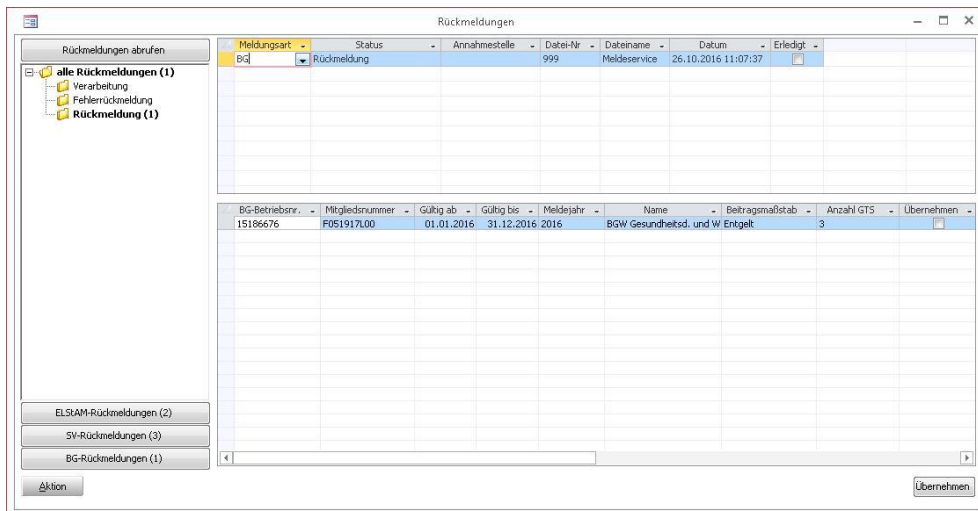 Rückmeldungen
Rückmeldungen abrufen
alle Rückmeldungen (1)
Verarbeitung
Fehlerrückmeldung
Rückmeldung (1)
Meldungsart Status Annahmestelle Datei-Nr Dateiname Datum Erledigt
BG Rückmeldung 999 Meldeservice 26.10.2016 11:07:37
BG-Betriebsnr. Mitgliedsnummer Gültig ab Gültig bis Meldejahr Name Beitragsmaßstab Anzahl GTS Übernehmen
15186676 F051917L00 01.01.2016 31.12.2016 2016 BGW Gesundheitsd. und W Entgelt 3
ELStAM-Rückmeldungen (2)
SV-Rückmeldungen (3)
BG-Rückmeldungen (1)
Aktion Übernehmen